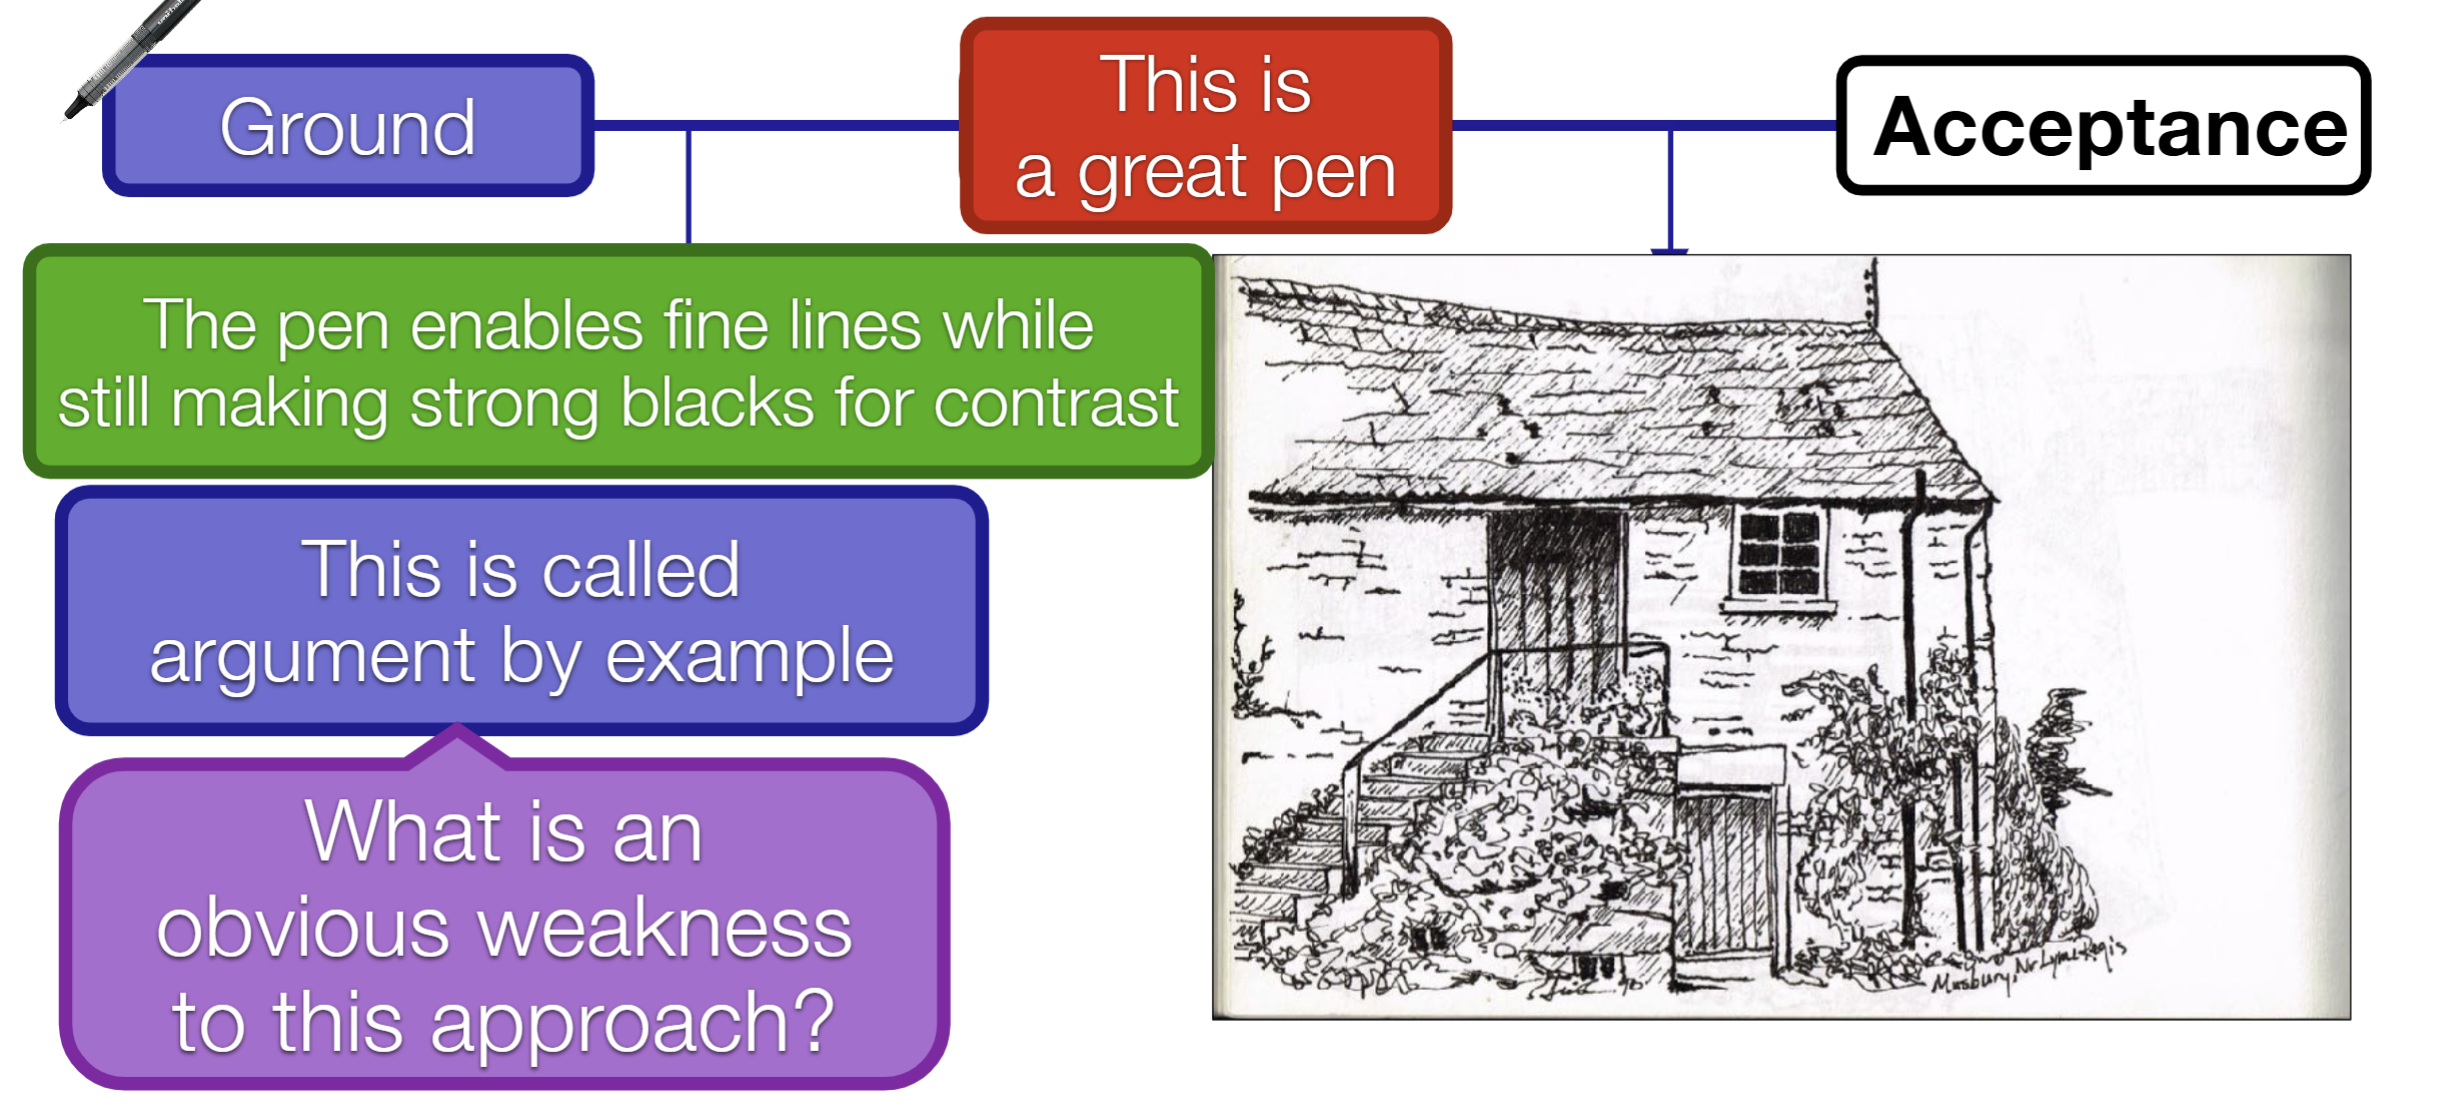 Ground
This is
a great pen
Acceptance
The pen enables fine lines while
still making strong blacks for contrast
This is called
argument by example
What is an
obvious weakness
to this approach?
Musbury, Nr Lyme Regis